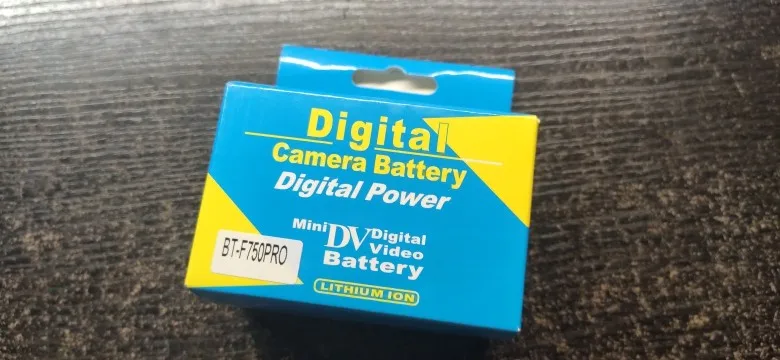 Digital
Camera Battery
Digital Power
Mini DV Digital
Video
Battery
BT-F750PRO
LITHIUM ION